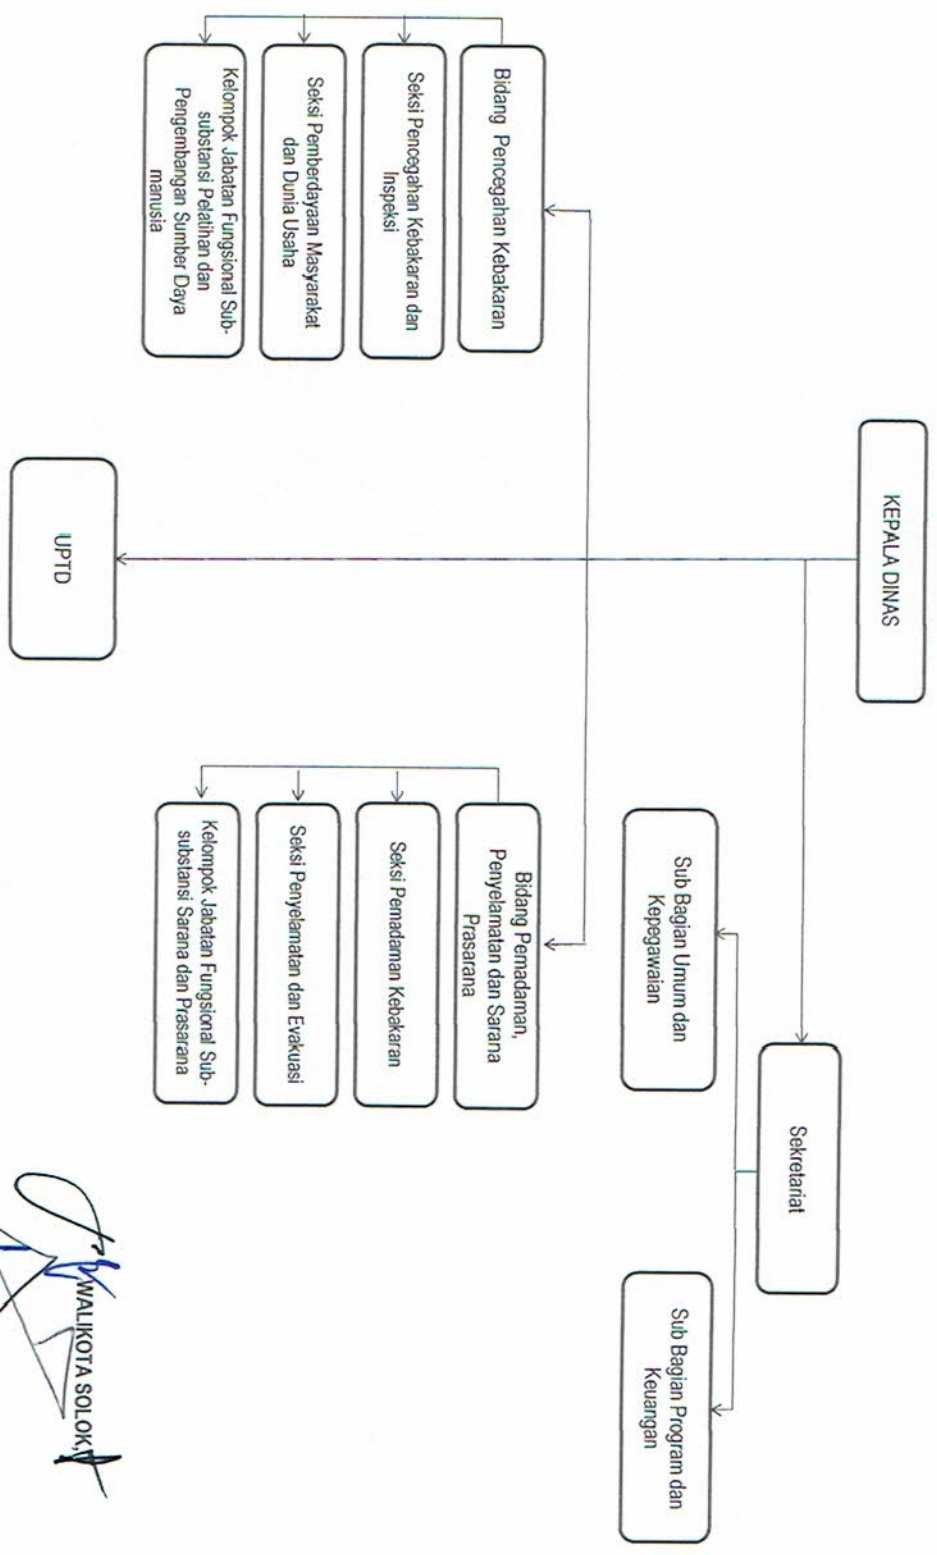 KEPALA DINAS
Sekretariat
Sub Bagian Umum dan
Kepegawaian
Sub Bagian Program dan
Keuangan
Bidang Pencegahan Kebakaran
Seksi Pencegahan Kebakaran dan
Inspeksi
Seksi Pemberdayaan Masyarakat
dan Dunia Usaha
Kelompok Jabatan Fungsional Sub-
substansi Pelatihan dan
Pengembangan Sumber Daya
manusia
Bidang Pemadaman,
Penyelamatan dan Sarana
Prasarana
Seksi Pemadaman Kebakaran
Seksi Penyelamatan dan Evakuasi
Kelompok Jabatan Fungsional Sub-
substansi Sarana dan Prasarana
UPTD
WALIKOTA SOLOK,